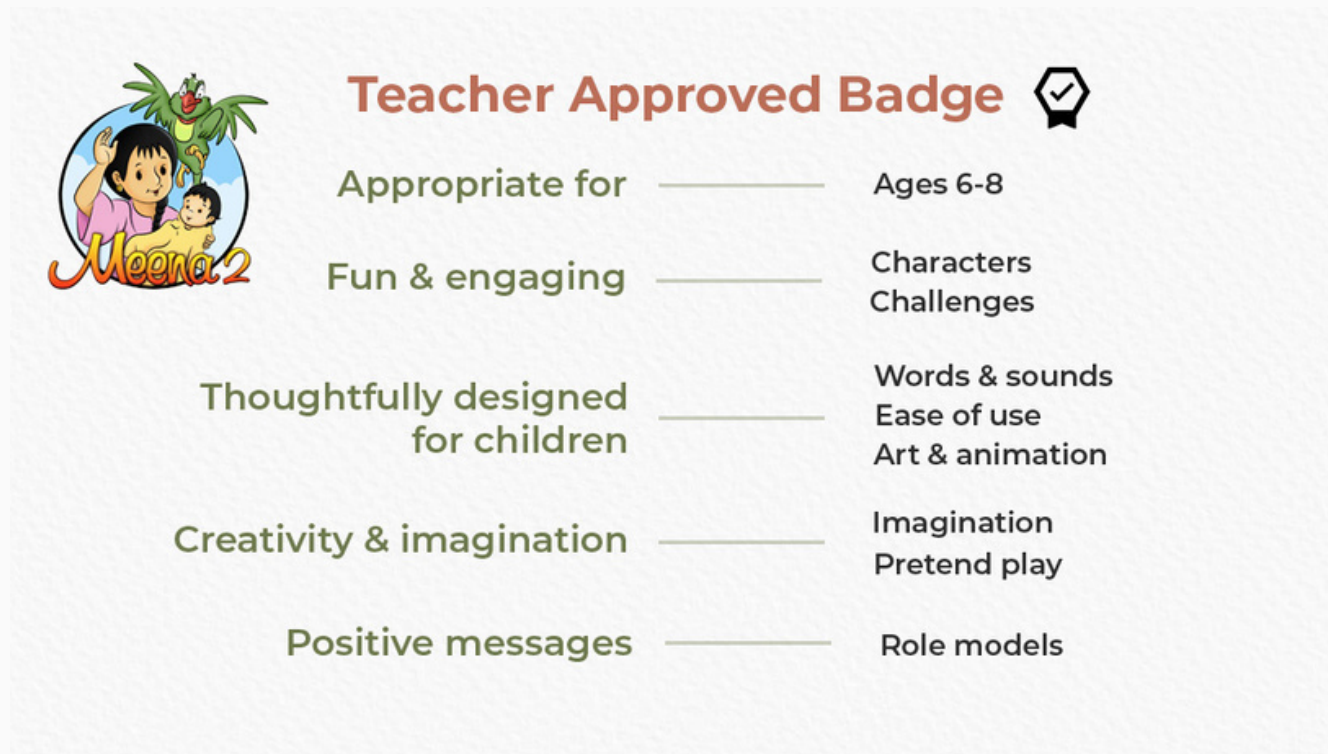 Meena 2
Teacher Approved Badge
Appropriate for
Ages 6-8
Fun & engaging
Characters
Challenges
Thoughtfully designed
for children
Words & sounds
Ease of use
Art & animation
Creativity & imagination
Imagination
Pretend play
Positive messages
Role models